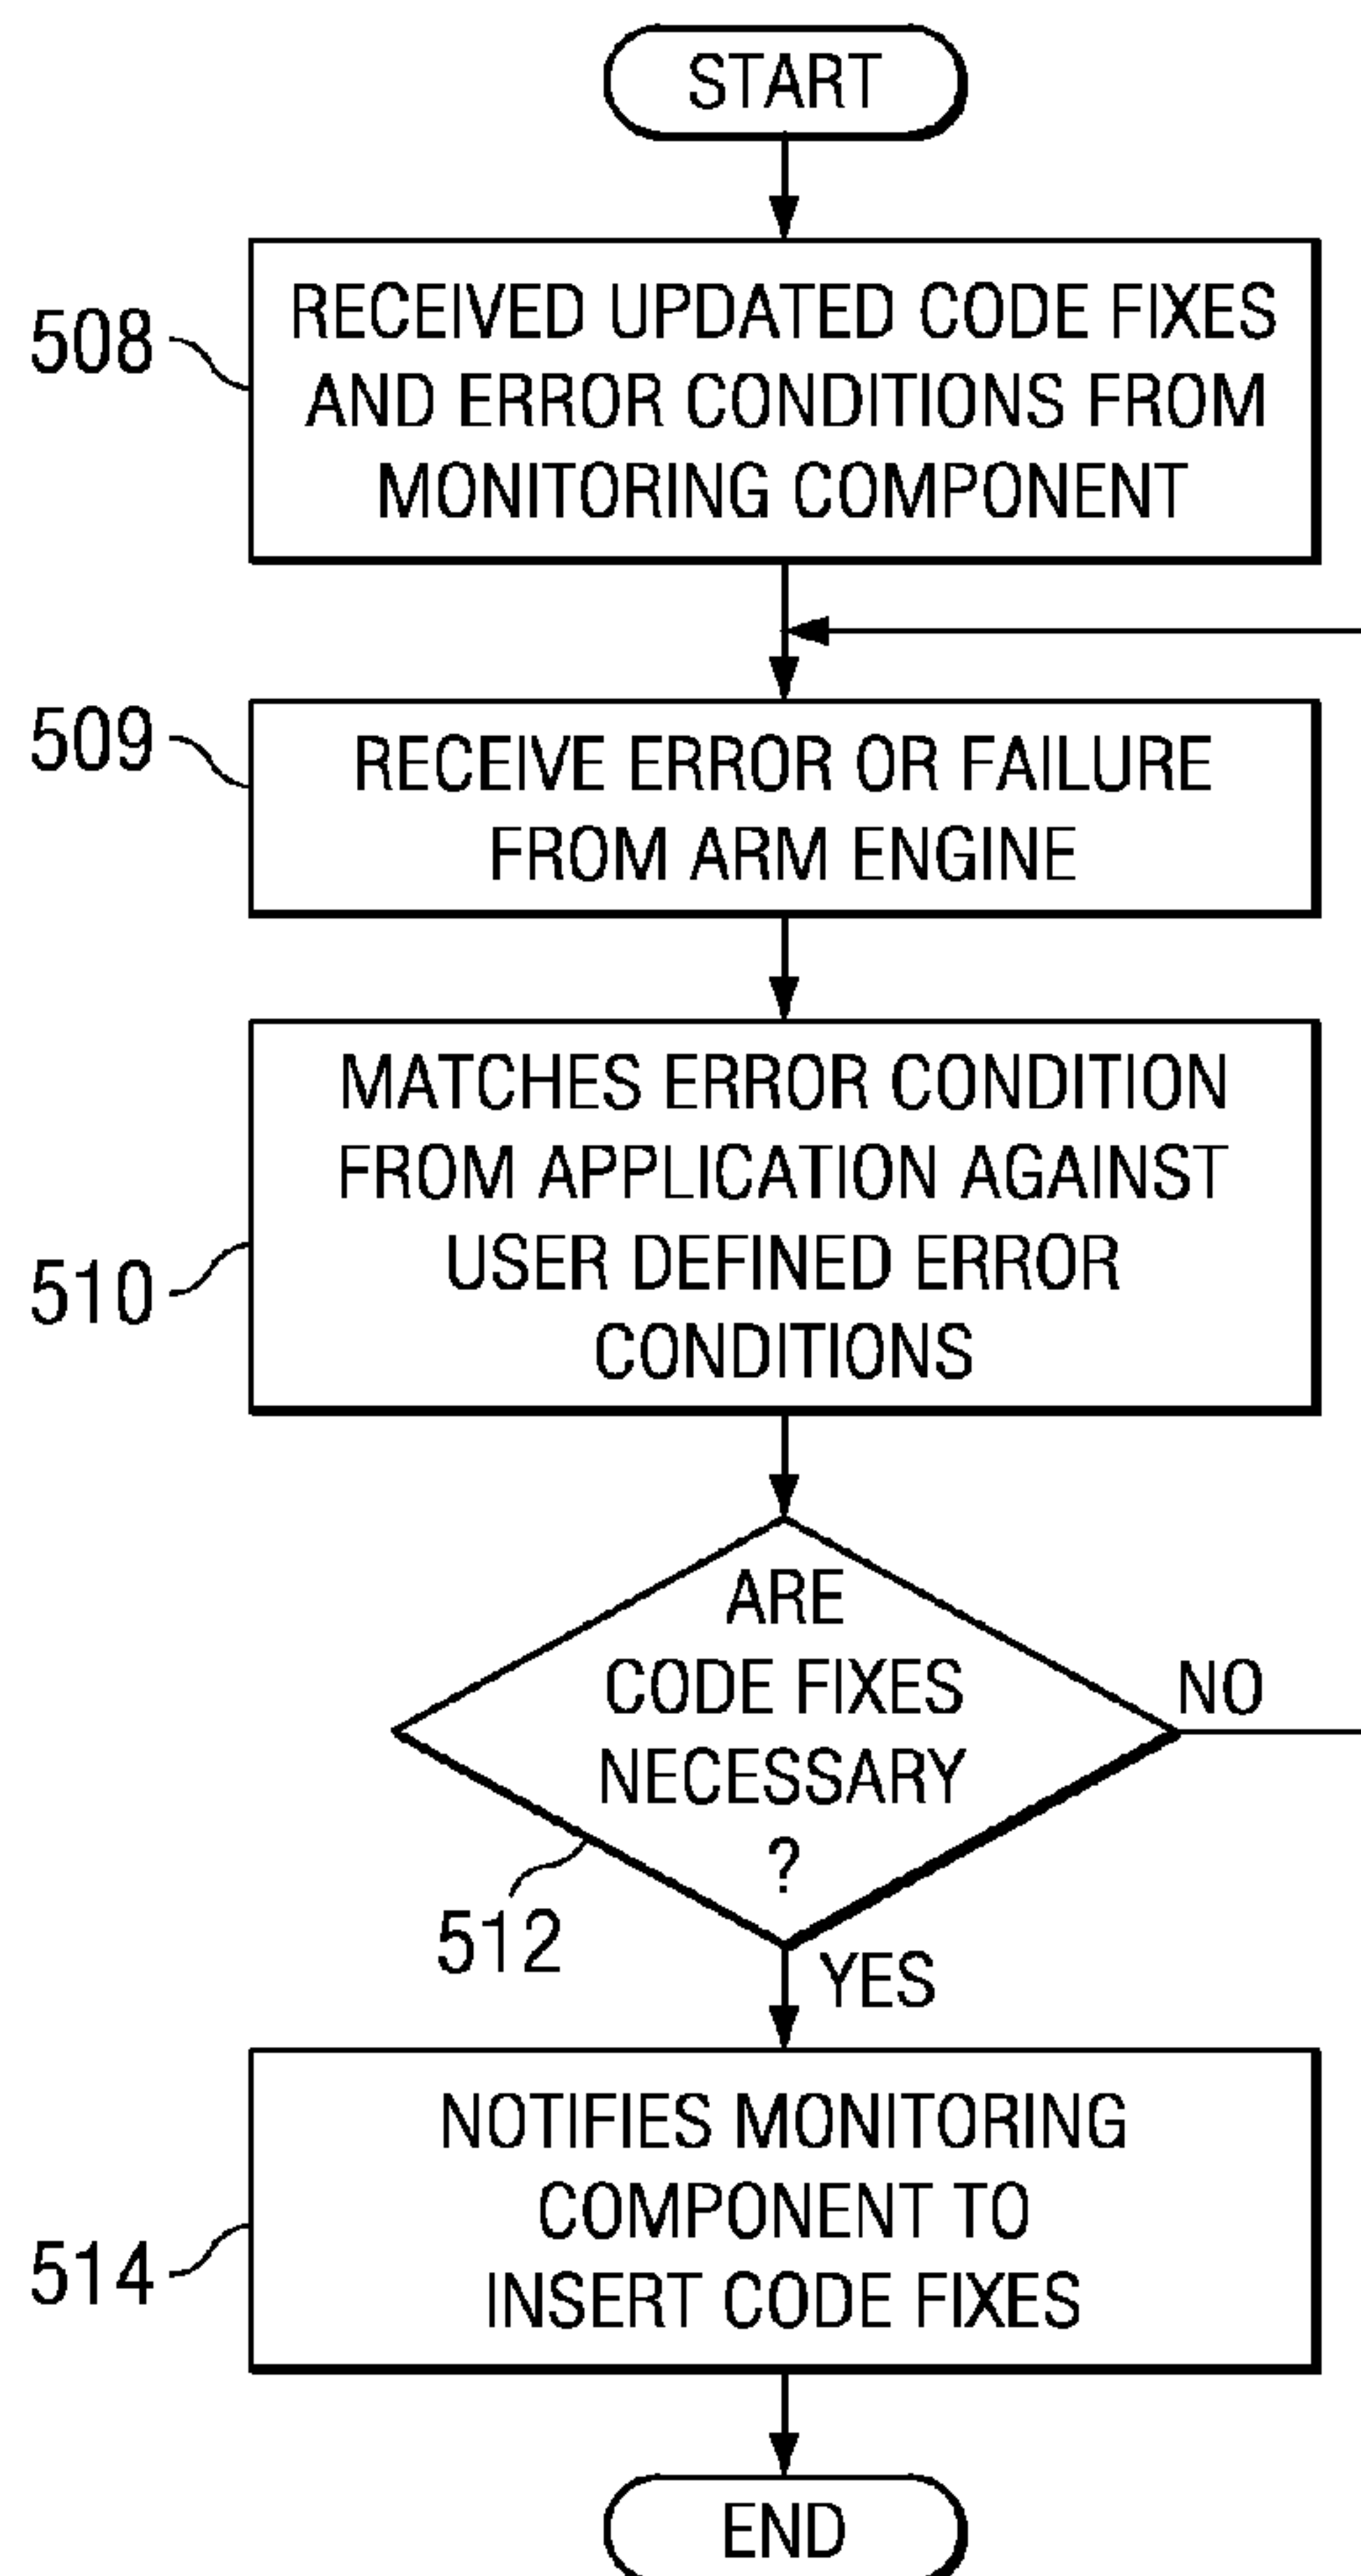 START
508
RECEIVED UPDATED CODE FIXES
AND ERROR CONDITIONS FROM
MONITORING COMPONENT
509
RECEIVE ERROR OR FAILURE
FROM ARM ENGINE
510
MATCHES ERROR CONDITION
FROM APPLICATION AGAINST
USER DEFINED ERROR
CONDITIONS
ARE
CODE FIXES
NECESSARY
?
NO
512
YES
514
NOTIFIES MONITORING
COMPONENT TO
INSERT CODE FIXES
END